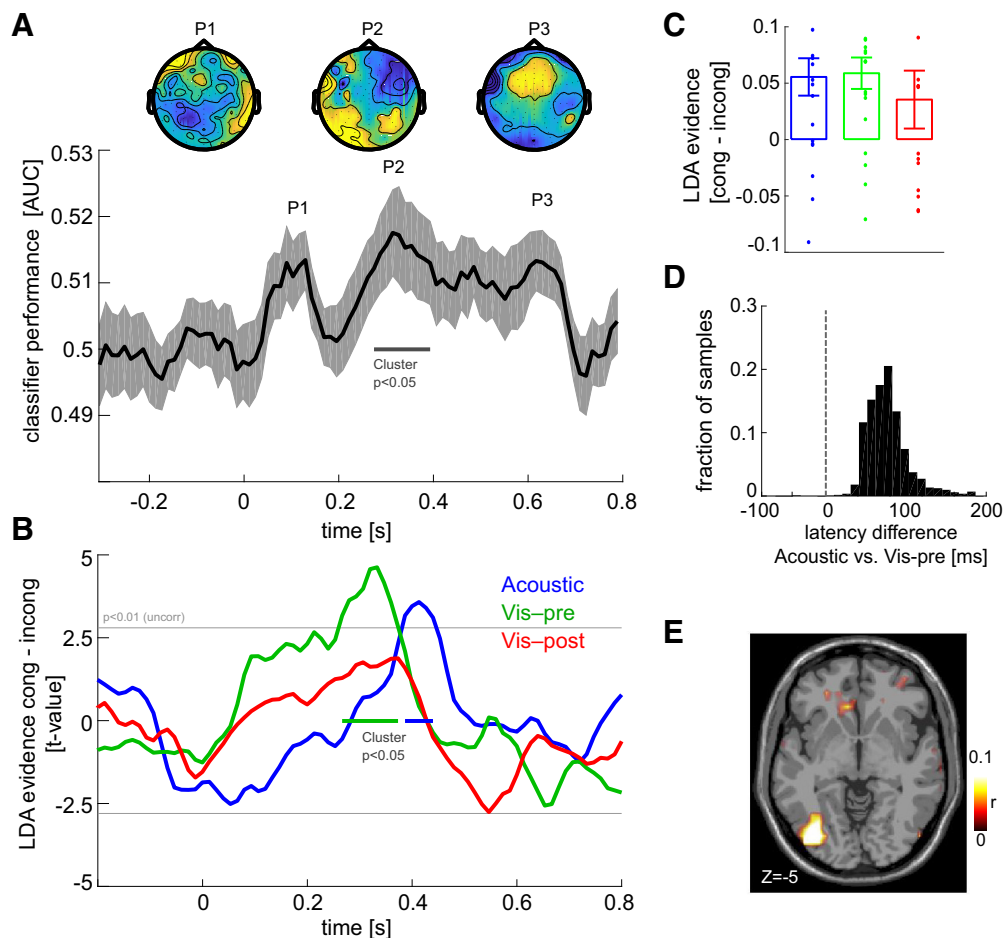 A
P1
P2
P3
0.53
0.52
0.51
0.5
0.49
classifier performance [AUC]
P1
P2
P3
Cluster
p<0.05
-0.2
0
0.2
0.4
0.6
0.8
time [s]
B
5
2.5
0
-2.5
-5
LDA evidence cong - incong
[t-value]
p<0.01 (uncorr)
Acoustic
Vis–pre
Vis–post
Cluster
p<0.05
0
0.2
0.4
0.6
0.8
time [s]
C
0.1
0.05
0
-0.05
-0.1
LDA evidence
[cong - incong]
D
0.3
0.2
0.1
0
fraction of samples
-100
0
100
200
latency difference
Acoustic vs. Vis-pre [ms]
E
Z=-5
0.1
r
0